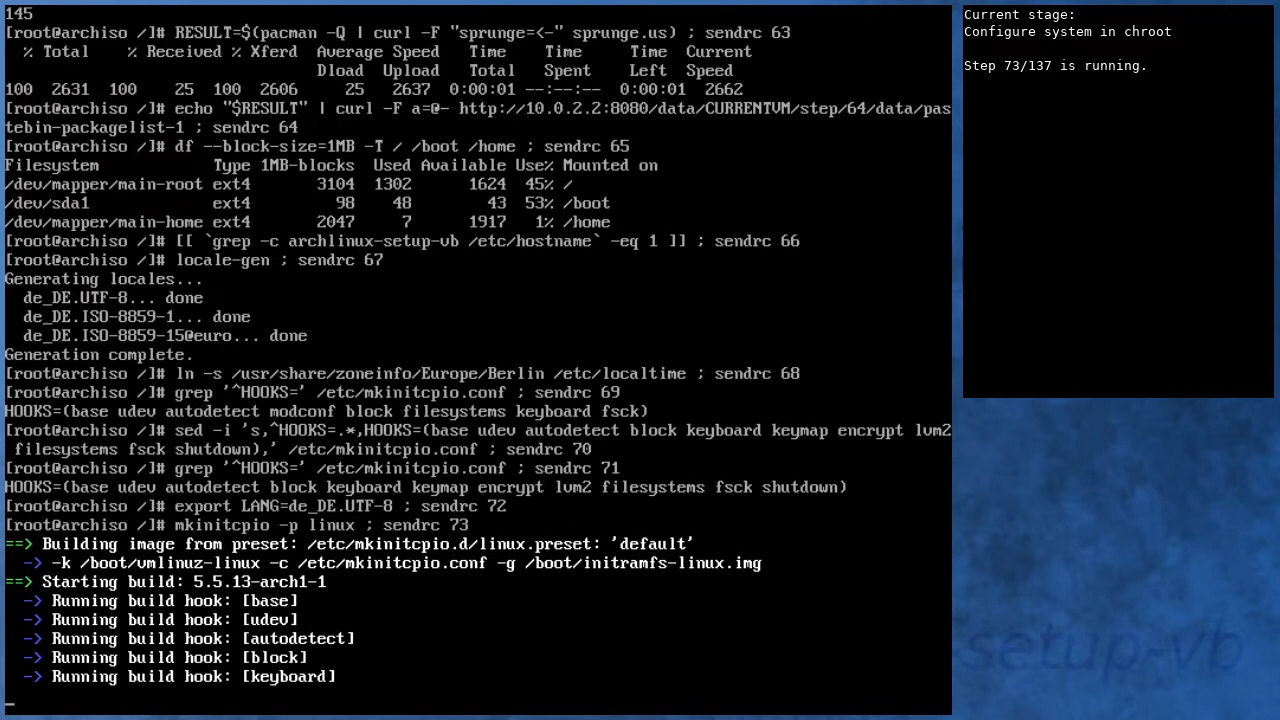 145
[root@archiso /]# RESULT=$(pacman -Q | curl -F "sprunge=<-" sprunge.us) ; sendrc 63
  % Total    % Received % Xferd  Average Speed   Time    Time     Time  Current
                                 Dload  Upload   Total   Spent    Left  Speed
100  2631  100    25  100  2606     25   2637  0:00:01 --:--:--  0:00:01  2662
[root@archiso /]# echo "$RESULT" | curl -F a=@- http://10.0.2.2:8080/data/CURRENTVM/step/64/data/pas
tebin-packagelist-1 ; sendrc 64
[root@archiso /]# df --block-size=1MB -T / /boot /home ; sendrc 65
Filesystem            Type 1MB-blocks  Used Available Use% Mounted on
/dev/mapper/main-root ext4       3104  1302      1624  45% /
/dev/sda1             ext4         98    48        43  53% /boot
/dev/mapper/main-home ext4       2047     7      1917   1% /home
[root@archiso /]# [[ `grep -c archlinux-setup-vb /etc/hostname` -eq 1 ]] ; sendrc 66
[root@archiso /]# locale-gen ; sendrc 67
Generating locales...
  de_DE.UTF-8... done
  de_DE.ISO-8859-1... done
  de_DE.ISO-8859-15@euro... done
Generation complete.
[root@archiso /]# ln -s /usr/share/zoneinfo/Europe/Berlin /etc/localtime ; sendrc 68
[root@archiso /]# grep '^HOOKS=' /etc/mkinitcpio.conf ; sendrc 69
HOOKS=(base udev autodetect modconf block filesystems keyboard fsck)
[root@archiso /]# sed -i 's,^HOOKS=.*,HOOKS=(base udev autodetect block keyboard keymap encrypt lvm2
 filesystems fsck shutdown),' /etc/mkinitcpio.conf ; sendrc 70
[root@archiso /]# grep '^HOOKS=' /etc/mkinitcpio.conf ; sendrc 71
HOOKS=(base udev autodetect block keyboard keymap encrypt lvm2 filesystems fsck shutdown)
[root@archiso /]# export LANG=de_DE.UTF-8 ; sendrc 72
[root@archiso /]# mkinitcpio -p linux ; sendrc 73
==> Building image from preset: /etc/mkinitcpio.d/linux.preset: 'default'
  -> -k /boot/vmlinuz-linux -c /etc/mkinitcpio.conf -g /boot/initramfs-linux.img
==> Starting build: 5.5.13-arch1-1
  -> Running build hook: [base]
  -> Running build hook: [udev]
  -> Running build hook: [autodetect]
  -> Running build hook: [block]
  -> Running build hook: [keyboard]
_
Current stage:
Configure system in chroot
Step 73/137 is running.
setup-vb